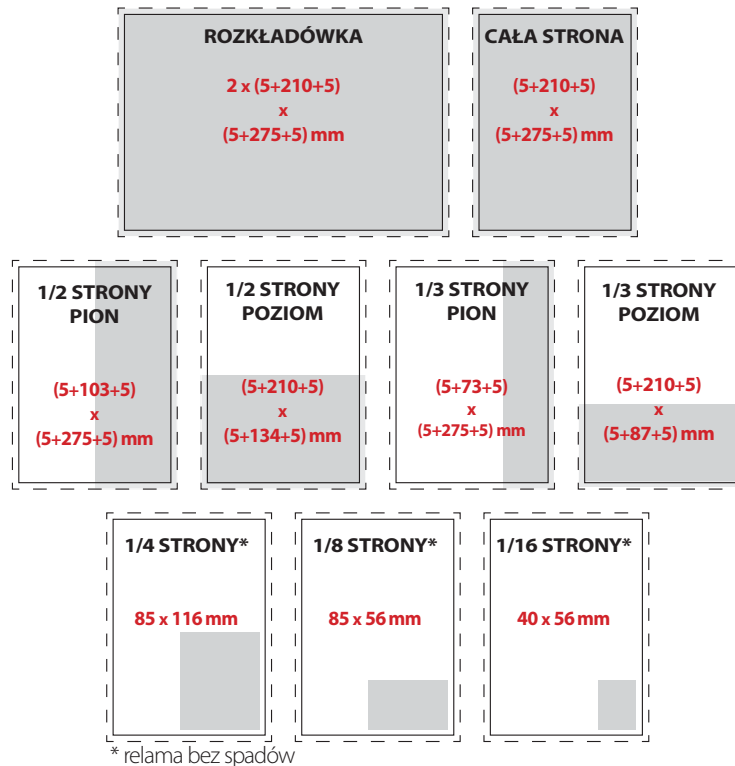 ROZKŁADÓWKA
2 x (5+210+5)
x
(5+275+5) mm
CAŁA STRONA
(5+210+5)
x
(5+275+5) mm
1/2 STRONY
PION
(5+103+5)
x
(5+275+5) mm
1/2 STRONY
POZIOM
(5+210+5)
x
(5+134+5) mm
1/3 STRONY
PION
(5+73+5)
x
(5+275+5) mm
1/3 STRONY
POZIOM
(5+210+5)
x
(5+87+5) mm
1/4 STRONY*
85 x 116 mm
1/8 STRONY*
85 x 56 mm
1/16 STRONY*
40 x 56 mm
* relama bez spadów